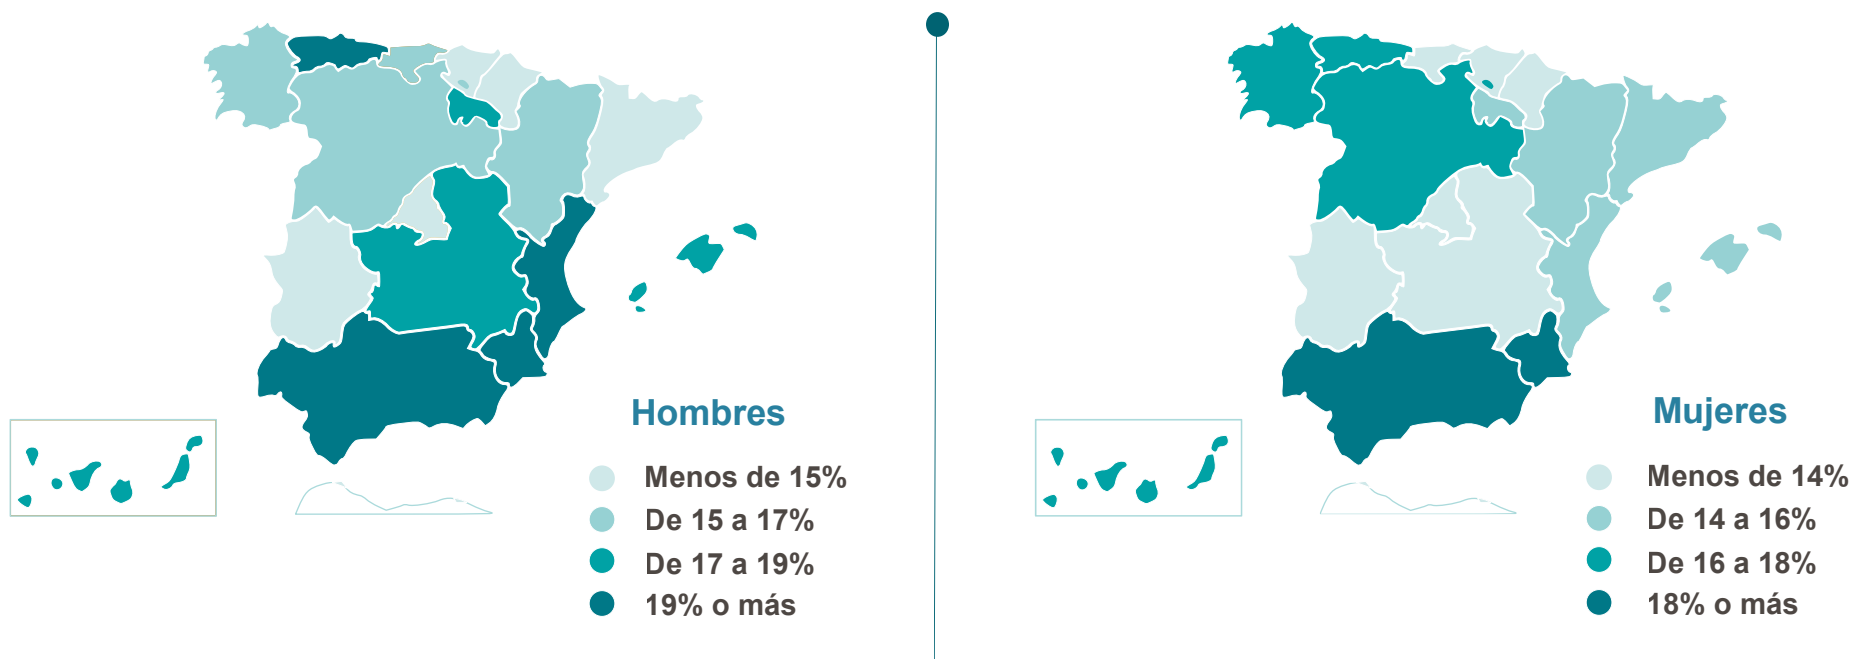 Hombres
Menos de 15%
De 15 a 17%
De 17 a 19%
19% o más
Mujeres
Menos de 14%
De 14 a 16%
De 16 a 18%
18% o más